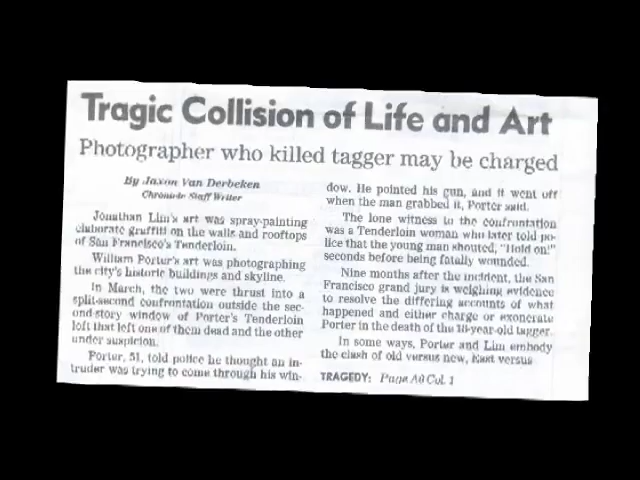 Tragic Collision of Life and Art
Photographer who killed tagger may be charged
By Jaxon Van Derbeken
Chronicle Staff Writer
Jonathan Lim's art was spray-painting
elaborate graffiti on the walls and rooftops
of San Francisco's Tenderloin.
William Porter's art was photographing
the city's historic buildings and skyline.
In March, the two were thrust into a
split-second confrontation outside the sec-
ond-story window of Porter's Tenderloin
loft that left one of them dead and the other
under suspicion.
Porter, 51, told police he thought an in-
truder was trying to come through his win-
dow. He pointed his gun, and it went off
when the man grabbed it, Porter said.
The lone witness to the confrontation
was a Tenderloin woman who later told po-
lice that the young man shouted, "Hold on!"
seconds before being fatally wounded.
Nine months after the incident, the San
Francisco grand jury is weighing evidence
to resolve the differing accounts of what
happened and either charge or exonerate
Porter in the death of the 18-year-old tagger.
In some ways, Porter and Lim embody
the clash of old versus new, East versus
TRAGEDY: Page A6 Col. 1